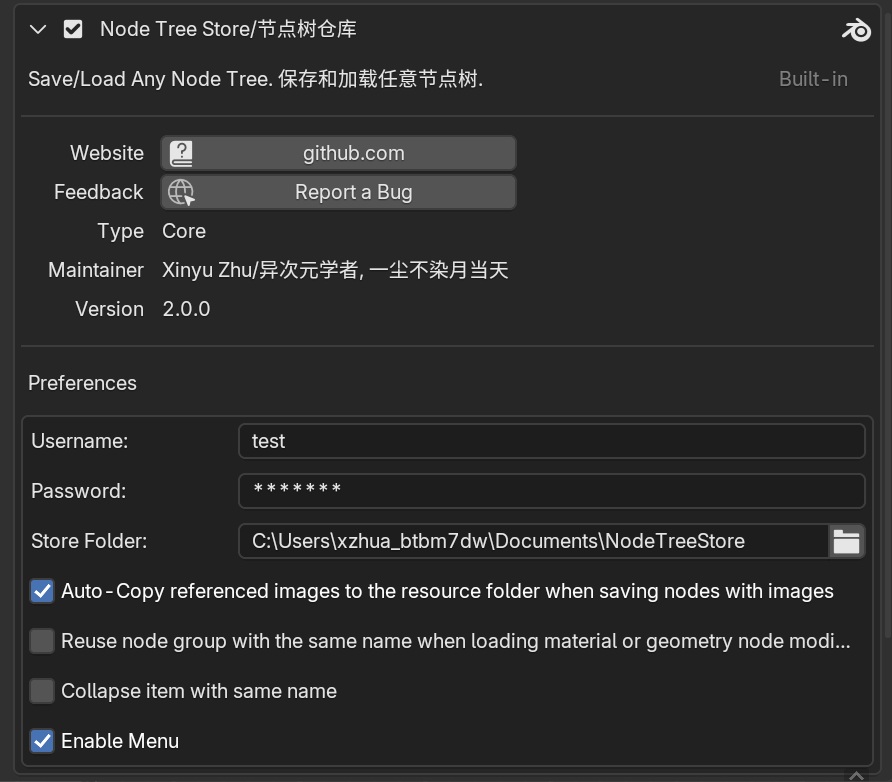 Node Tree Store/节点树仓库
Save/Load Any Node Tree. 保存和加载任意节点树. Built-in
Website github.com
Feedback Report a Bug
Type Core
Maintainer Xinyu Zhu/异次元学者, 一尘不染月当天
Version 2.0.0
Preferences
Username: test
Password: *******
Store Folder: C:\Users\xzhua_btbm7dw\Documents\NodeTreeStore
Auto-Copy referenced images to the resource folder when saving nodes with images
Reuse node group with the same name when loading material or geometry node modi...
Collapse item with same name
Enable Menu